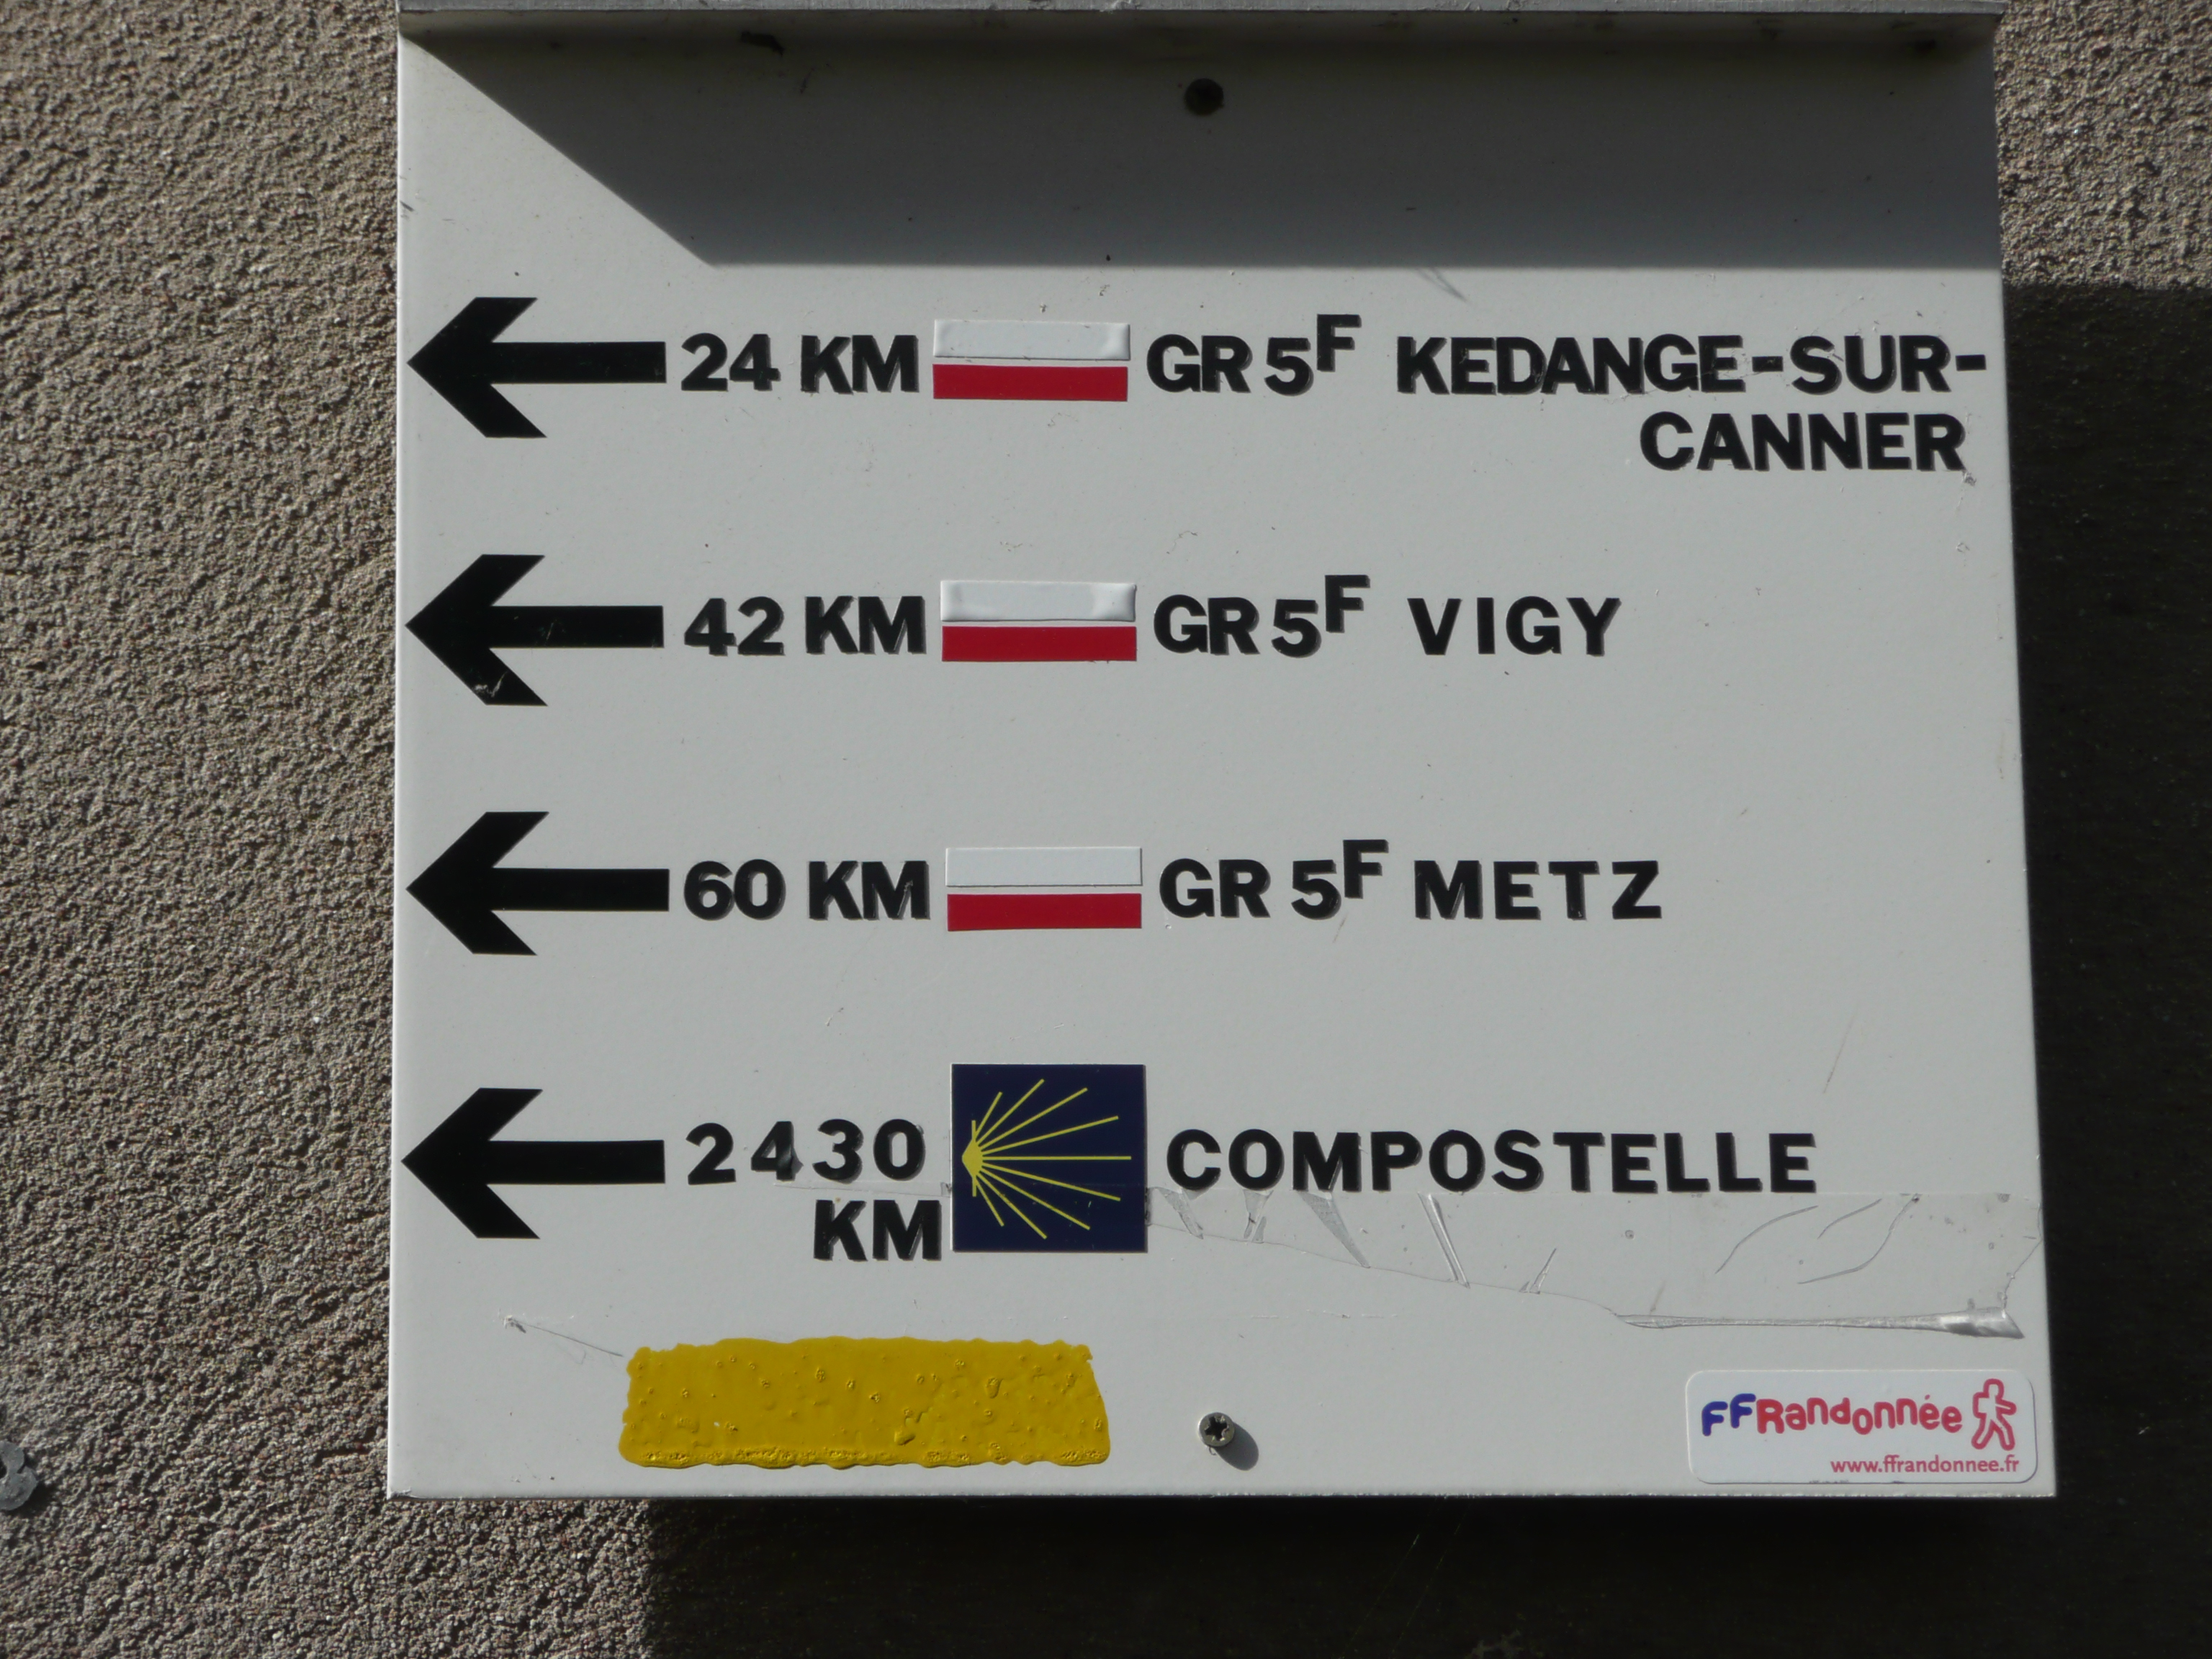 24 KM GR 5F KEDANGE-SUR-
CANNER
42 KM GR 5F VIGY
60 KM GR 5F METZ
2430 COMPOSTELLE
KM
FFRandonnée
www.ffrandonnee.fr